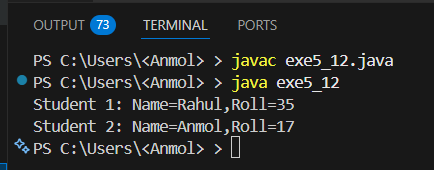 OUTPUT 73 TERMINAL PORTS
PS C:\Users\<Anmol> > javac exe5_12.java
PS C:\Users\<Anmol> > java exe5_12
Student 1: Name=Rahul,Roll=35
Student 2: Name=Anmol,Roll=17
PS C:\Users\<Anmol> >